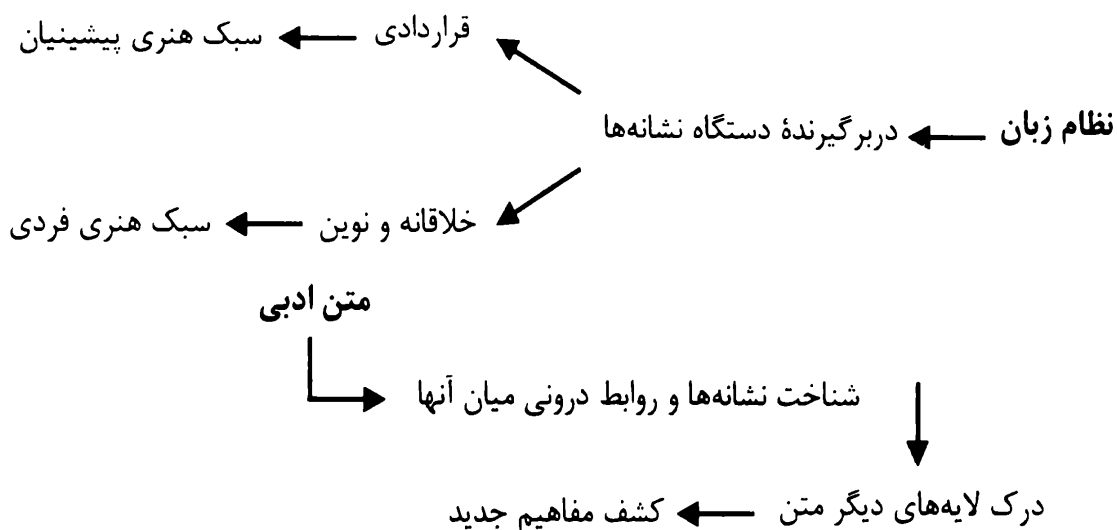 قراردادی سبک هنری پیشینیان
نظام زبان دربرگیرندهٔ دستگاه نشانه‌ها
خلاقانه و نوین سبک هنری فردی
متن ادبی
شناخت نشانه‌ها و روابط درونی میان آنها
درک لایه‌های دیگر متن کشف مفاهیم جدید